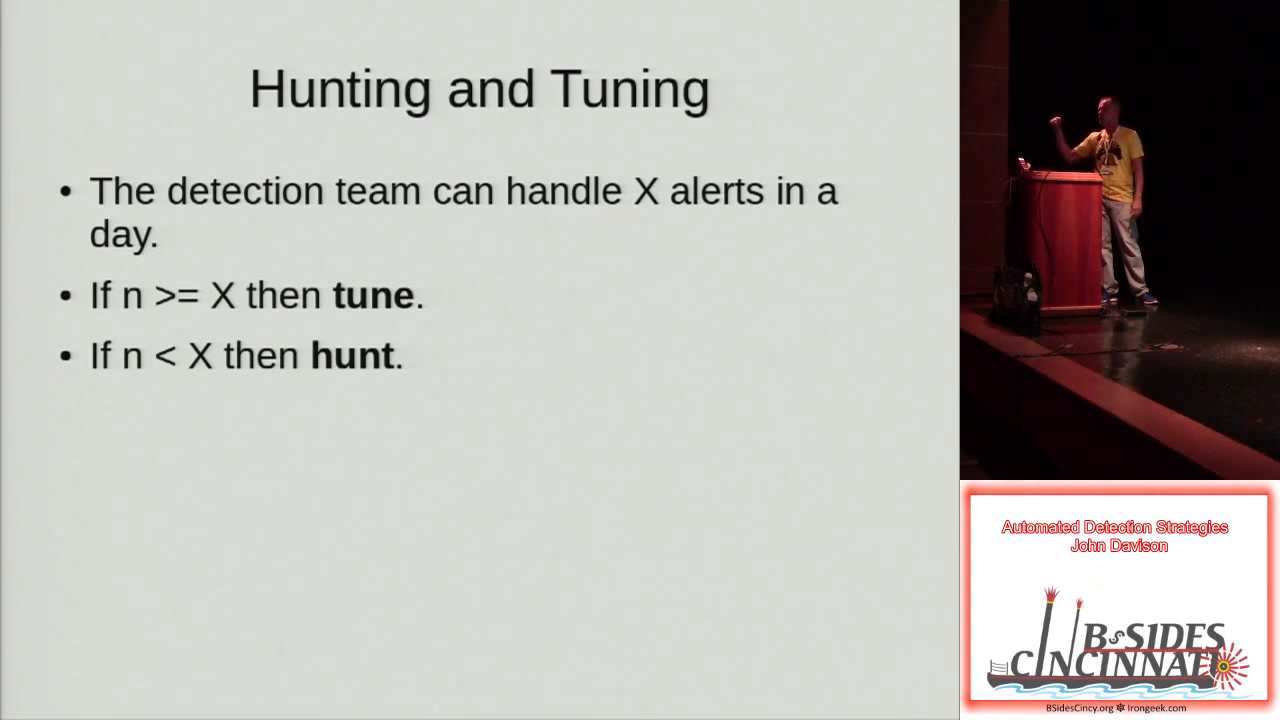 Hunting and Tuning
• The detection team can handle X alerts in a
day.
• If n >= X then tune.
• If n < X then hunt.
Automated Detection Strategies
John Davison
BSIDES
CINCINNATI
BSidesCincy.org ✽ Irongeek.com